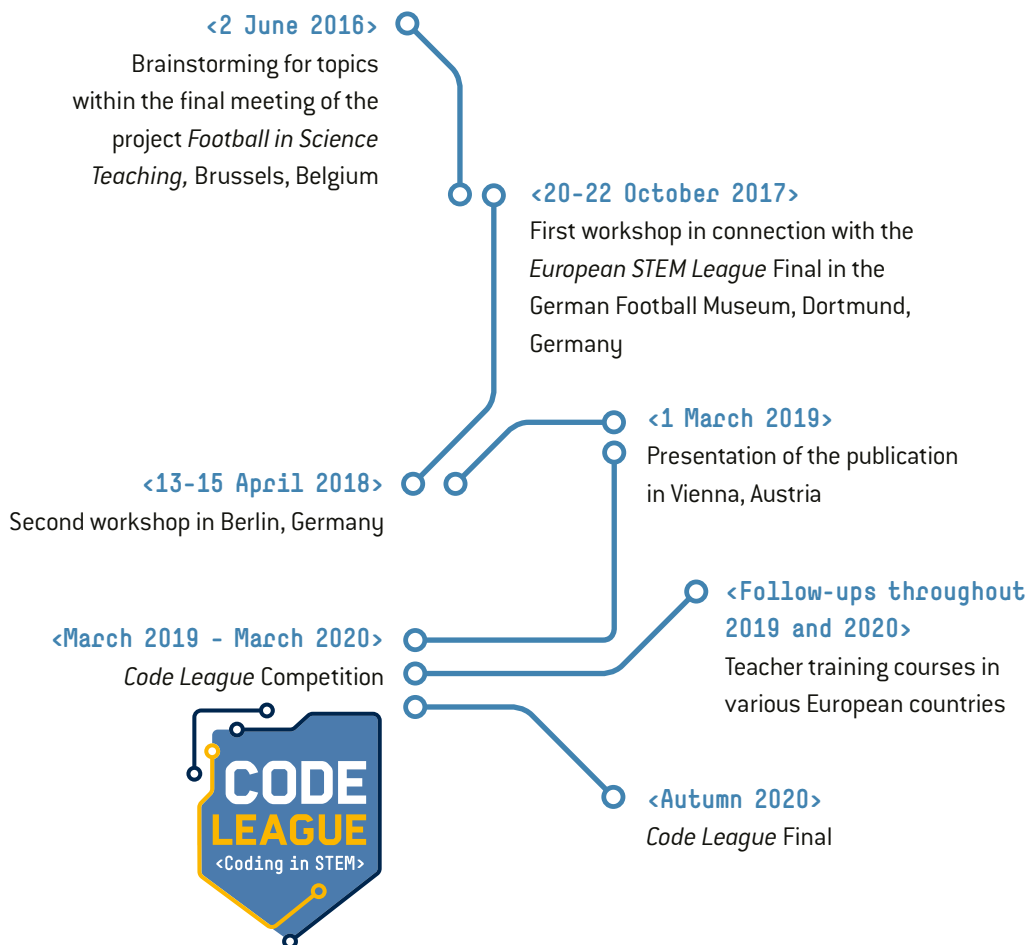 <2 June 2016>
Brainstorming for topics
within the final meeting of the
project Football in Science
Teaching, Brussels, Belgium
<20-22 October 2017>
First workshop in connection with the
European STEM League Final in the
German Football Museum, Dortmund,
Germany
<13-15 April 2018>
Second workshop in Berlin, Germany
<1 March 2019>
Presentation of the publication
in Vienna, Austria
<March 2019 - March 2020>
Code League Competition
<Follow-ups throughout
2019 and 2020>
Teacher training courses in
various European countries
CODE
LEAGUE
<Coding in STEM>
<Autumn 2020>
Code League Final